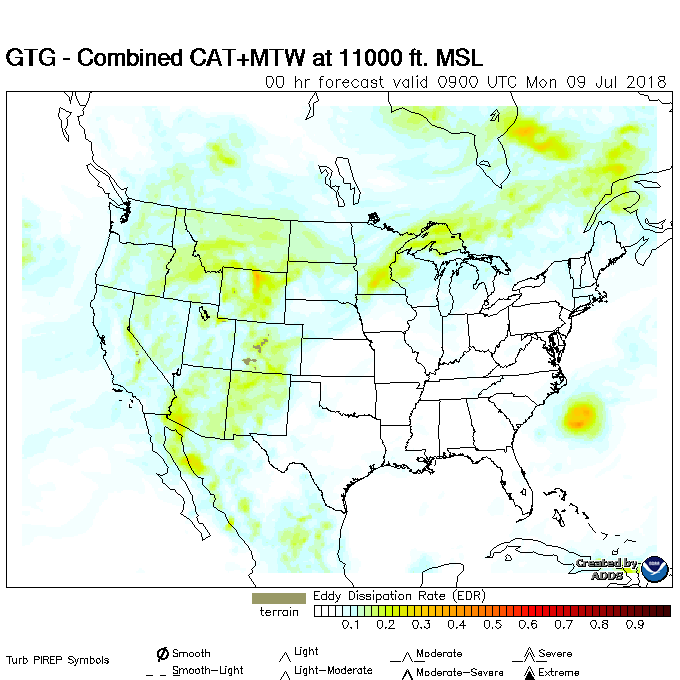 GTG - Combined CAT+MTW at 11000 ft. MSL
00 hr forecast valid 0900 UTC Mon 09 Jul 2018
Created by
ADDS
terrain
Eddy Dissipation Rate (EDR)
0.1 0.2 0.3 0.4 0.5 0.6 0.7 0.8 0.9
Turb PIREP Symbols
Smooth Light Moderate Severe
Smooth-Light Light-Moderate Moderate-Severe Extreme